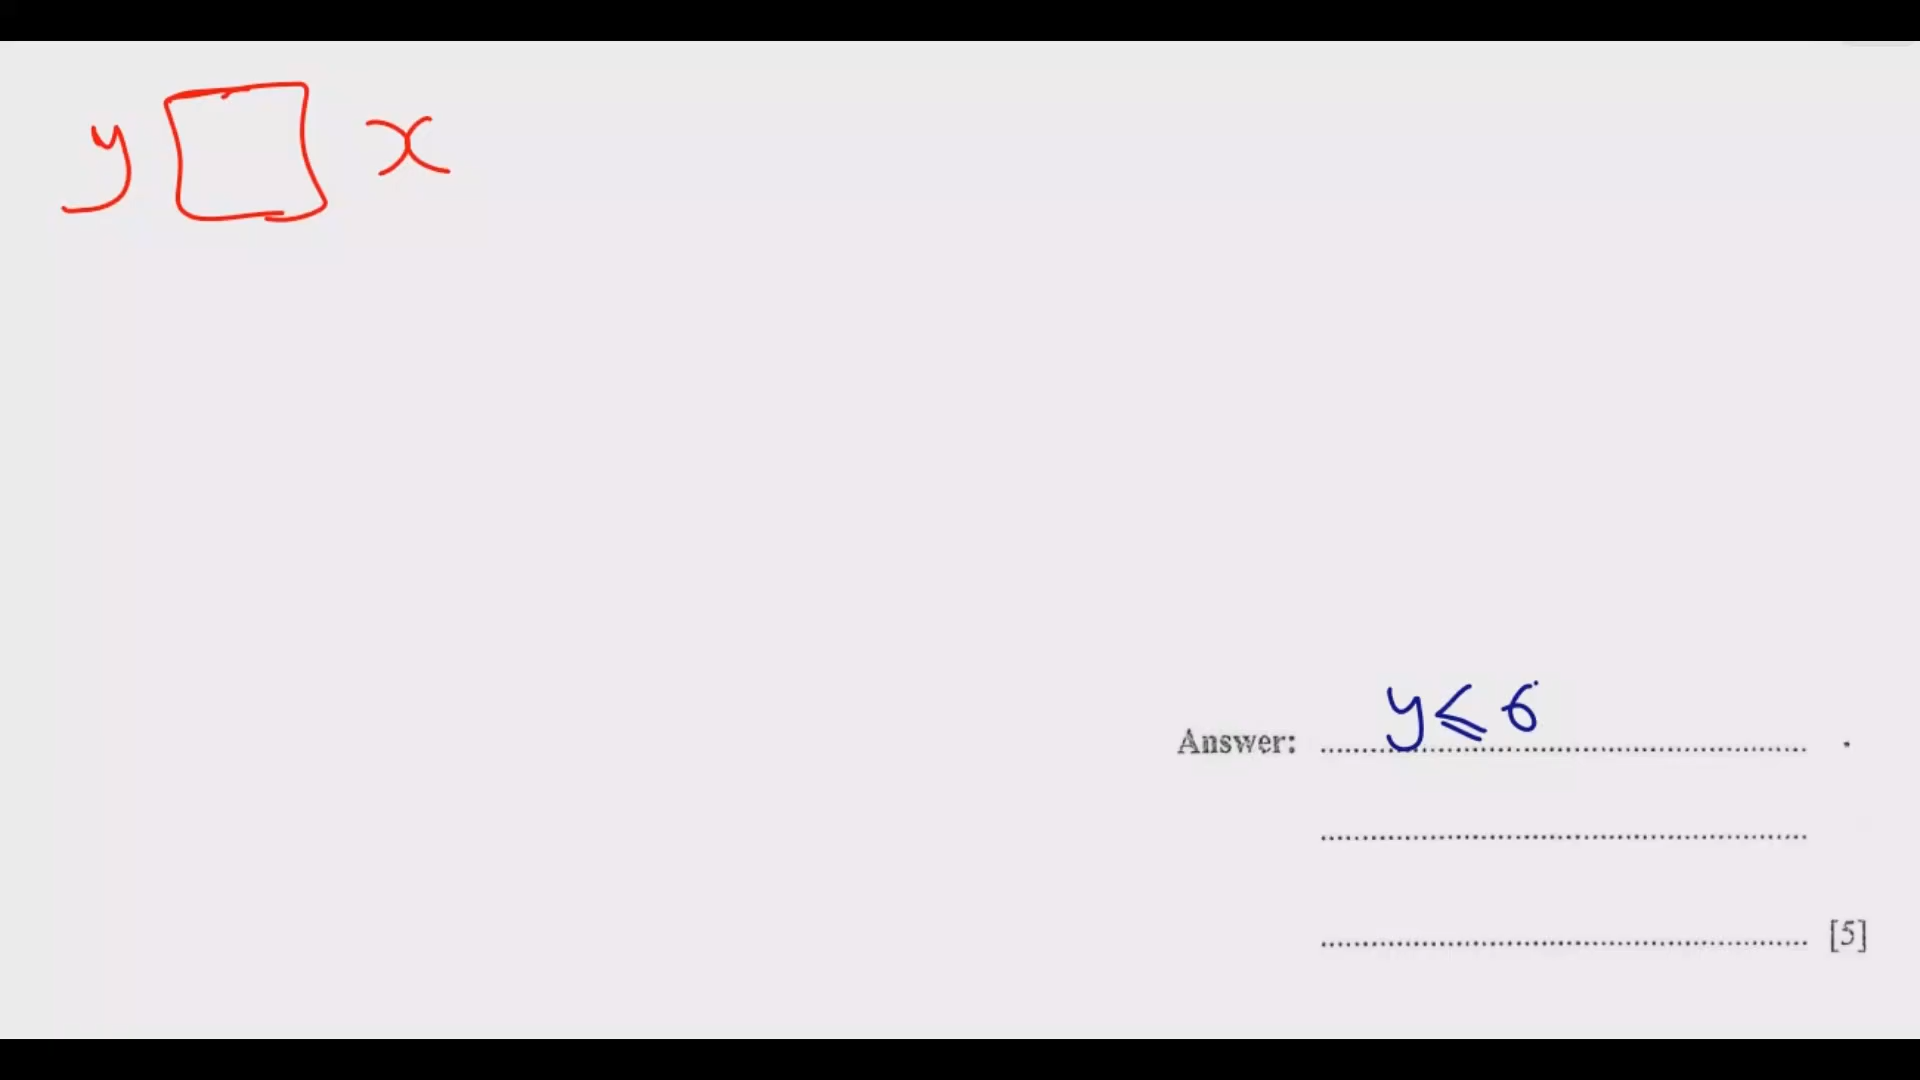 y □ x
y ⩽ 6
Answer: ..............................
..............................
.............................. [5]